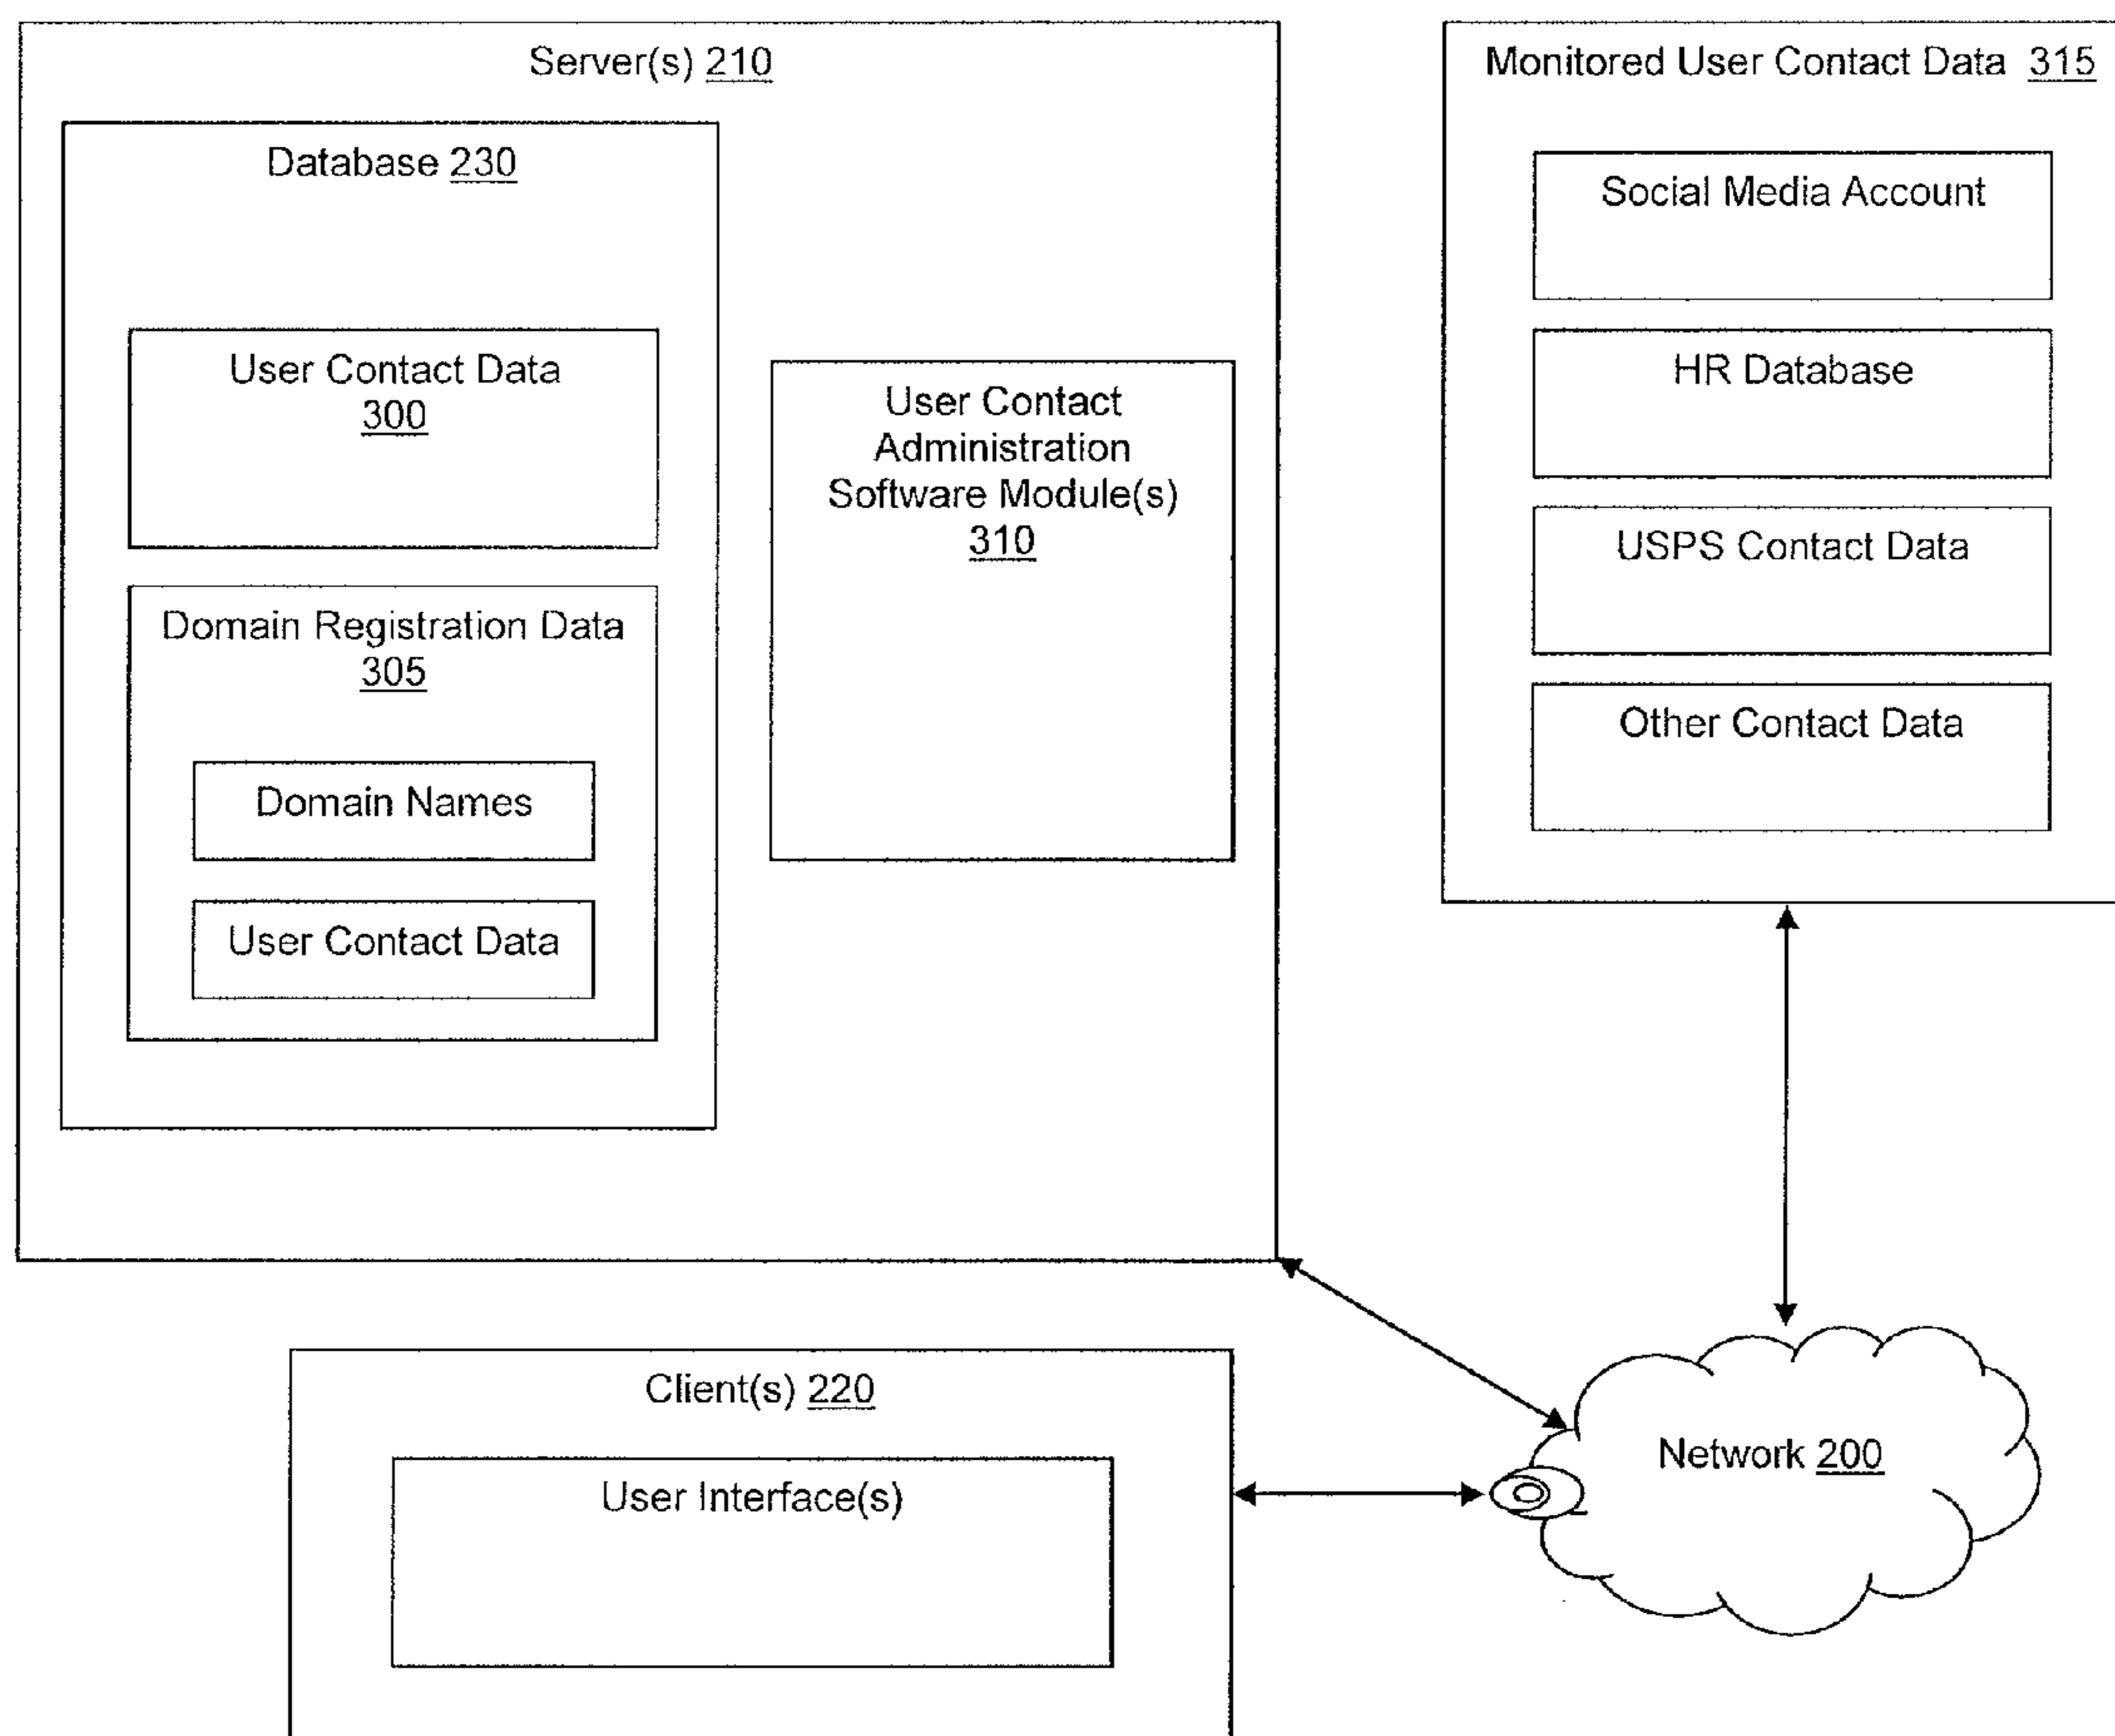 Server(s) 210
Database 230
User Contact Data
300
Domain Registration Data
305
Domain Names
User Contact Data
User Contact
Administration
Software Module(s)
310
Monitored User Contact Data 315
Social Media Account
HR Database
USPS Contact Data
Other Contact Data
Client(s) 220
User Interface(s)
Network 200